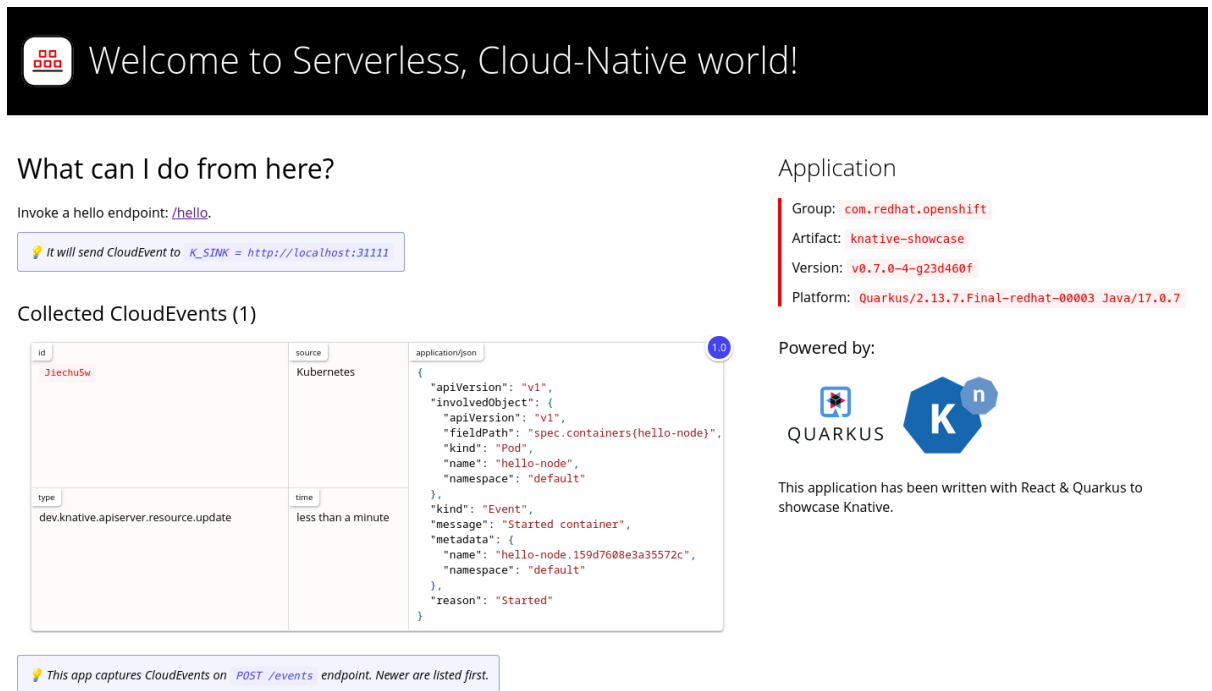 Welcome to Serverless, Cloud-Native world!
What can I do from here?
Invoke a hello endpoint: /hello.
💡 It will send CloudEvent to K_SINK = http://localhost:31111
Collected CloudEvents (1)
id
Jiechu5w
source
Kubernetes
type
dev.knative.apiserver.resource.update
time
less than a minute
application/json
1.0
{
  "apiVersion": "v1",
  "involvedObject": {
    "apiVersion": "v1",
    "fieldPath": "spec.containers{hello-node}",
    "kind": "Pod",
    "name": "hello-node",
    "namespace": "default"
  },
  "kind": "Event",
  "message": "Started container",
  "metadata": {
    "name": "hello-node.159d7608e3a35572c",
    "namespace": "default"
  },
  "reason": "Started"
}
💡 This app captures CloudEvents on POST /events endpoint. Newer are listed first.
Application
Group: com.redhat.openshift
Artifact: knative-showcase
Version: v0.7.0-4-g23d460f
Platform: Quarkus/2.13.7.Final-redhat-00003 Java/17.0.7
Powered by:
QUARKUS
K
n
This application has been written with React & Quarkus to
showcase Knative.